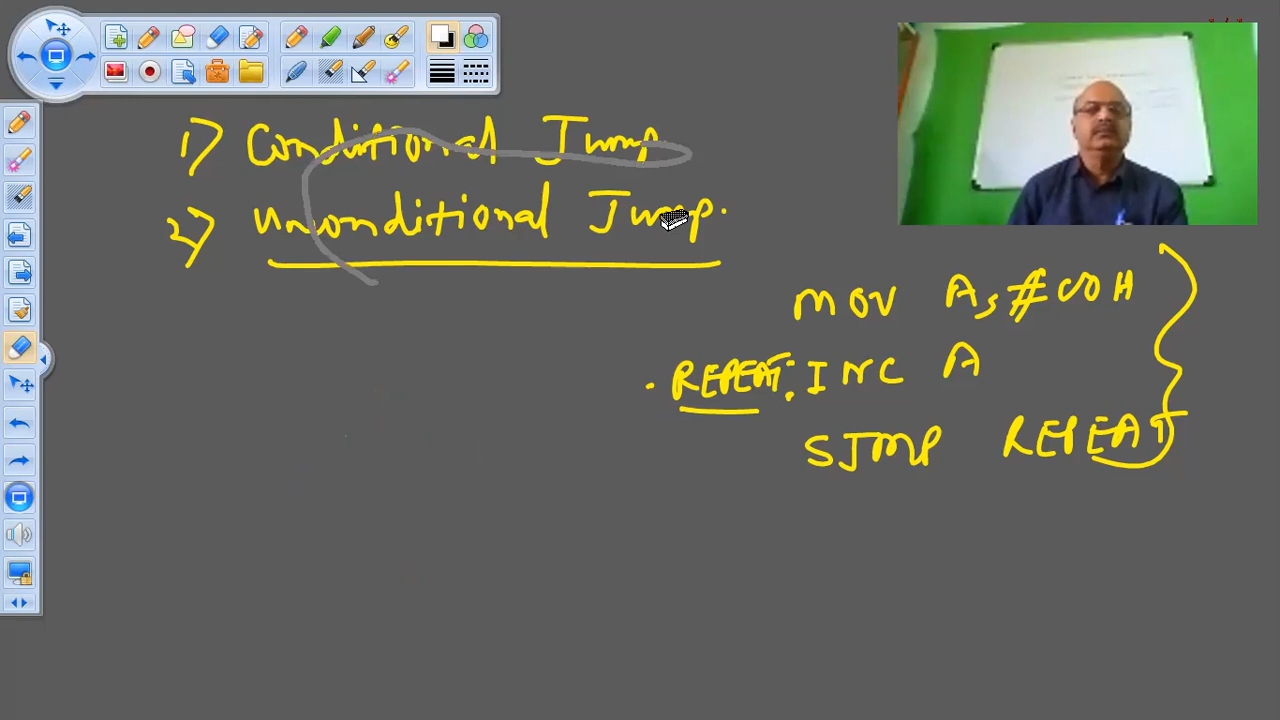 1) Conditional Jump
2) Unconditional Jump.
MOV A, #00H
. REPEAT: INC A
SJMP REPEAT